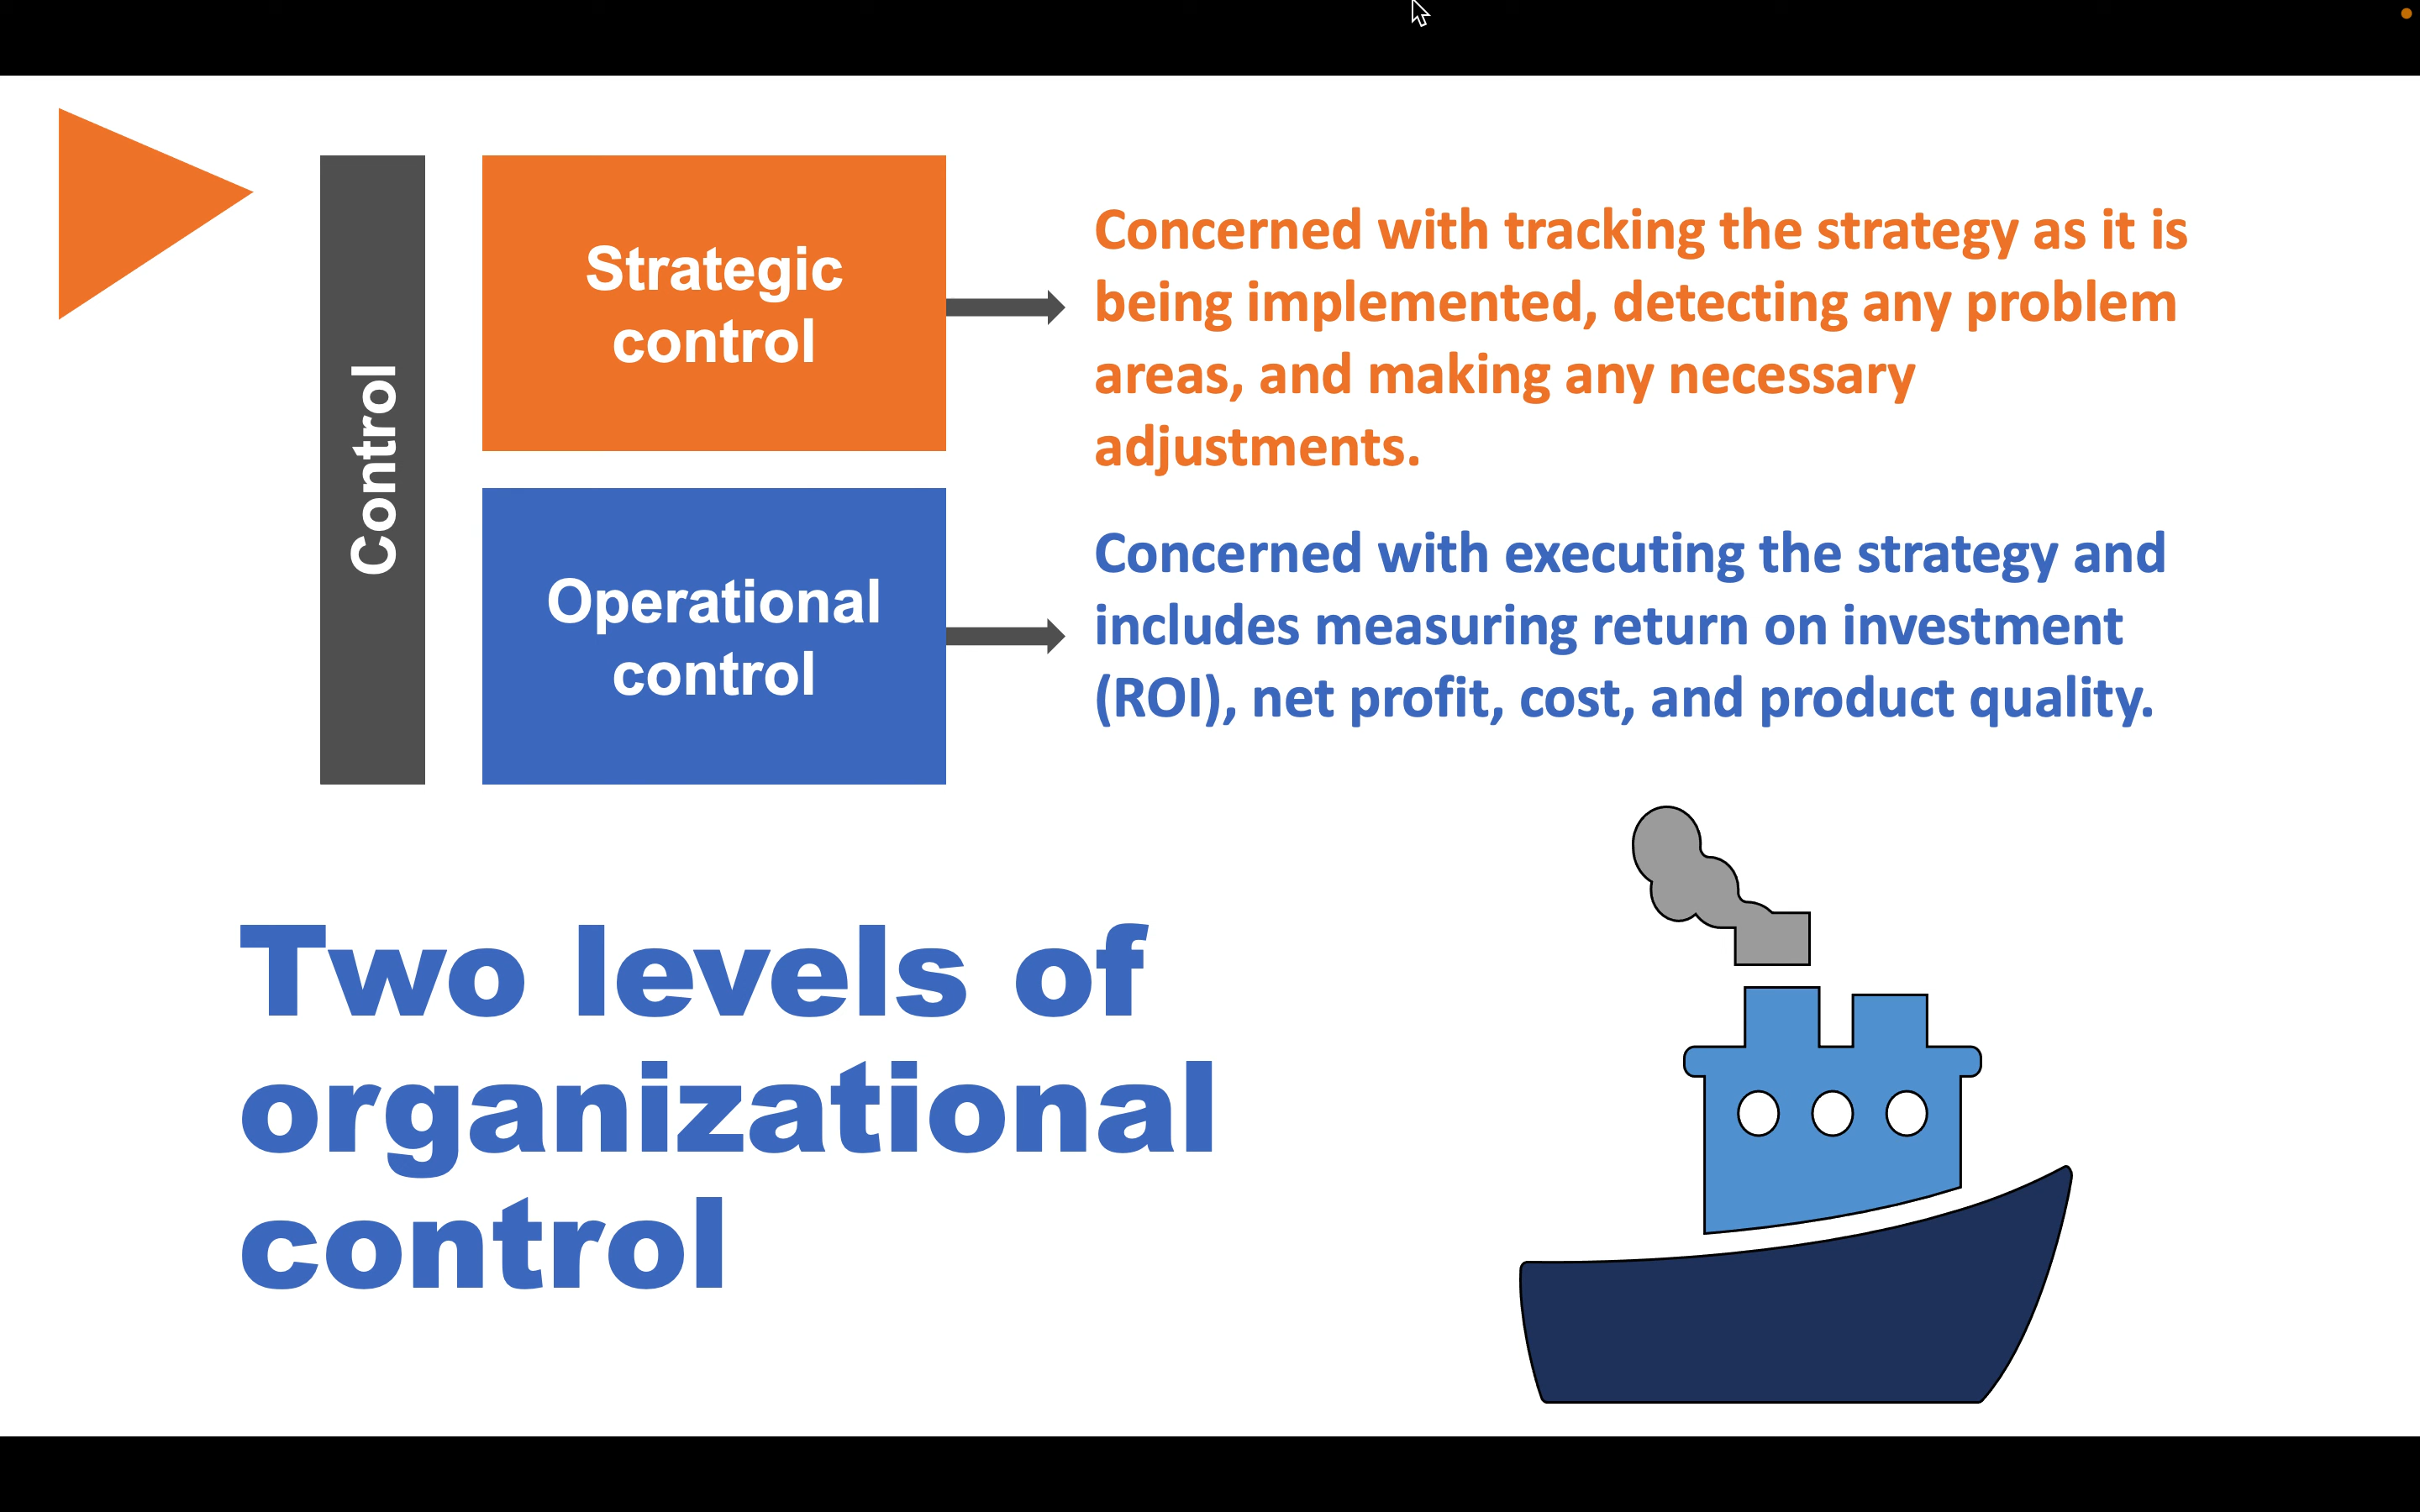 Control
Strategic
control
Concerned with tracking the strategy as it is
being implemented, detecting any problem
areas, and making any necessary
adjustments.
Operational
control
Concerned with executing the strategy and
includes measuring return on investment
(ROI), net profit, cost, and product quality.
Two levels of
organizational
control